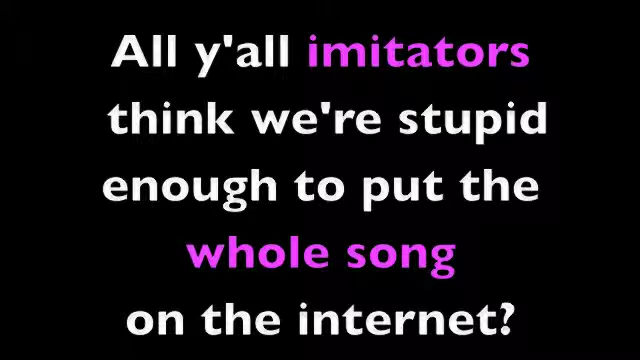 All y'all imitators
think we're stupid
enough to put the
whole song
on the internet?